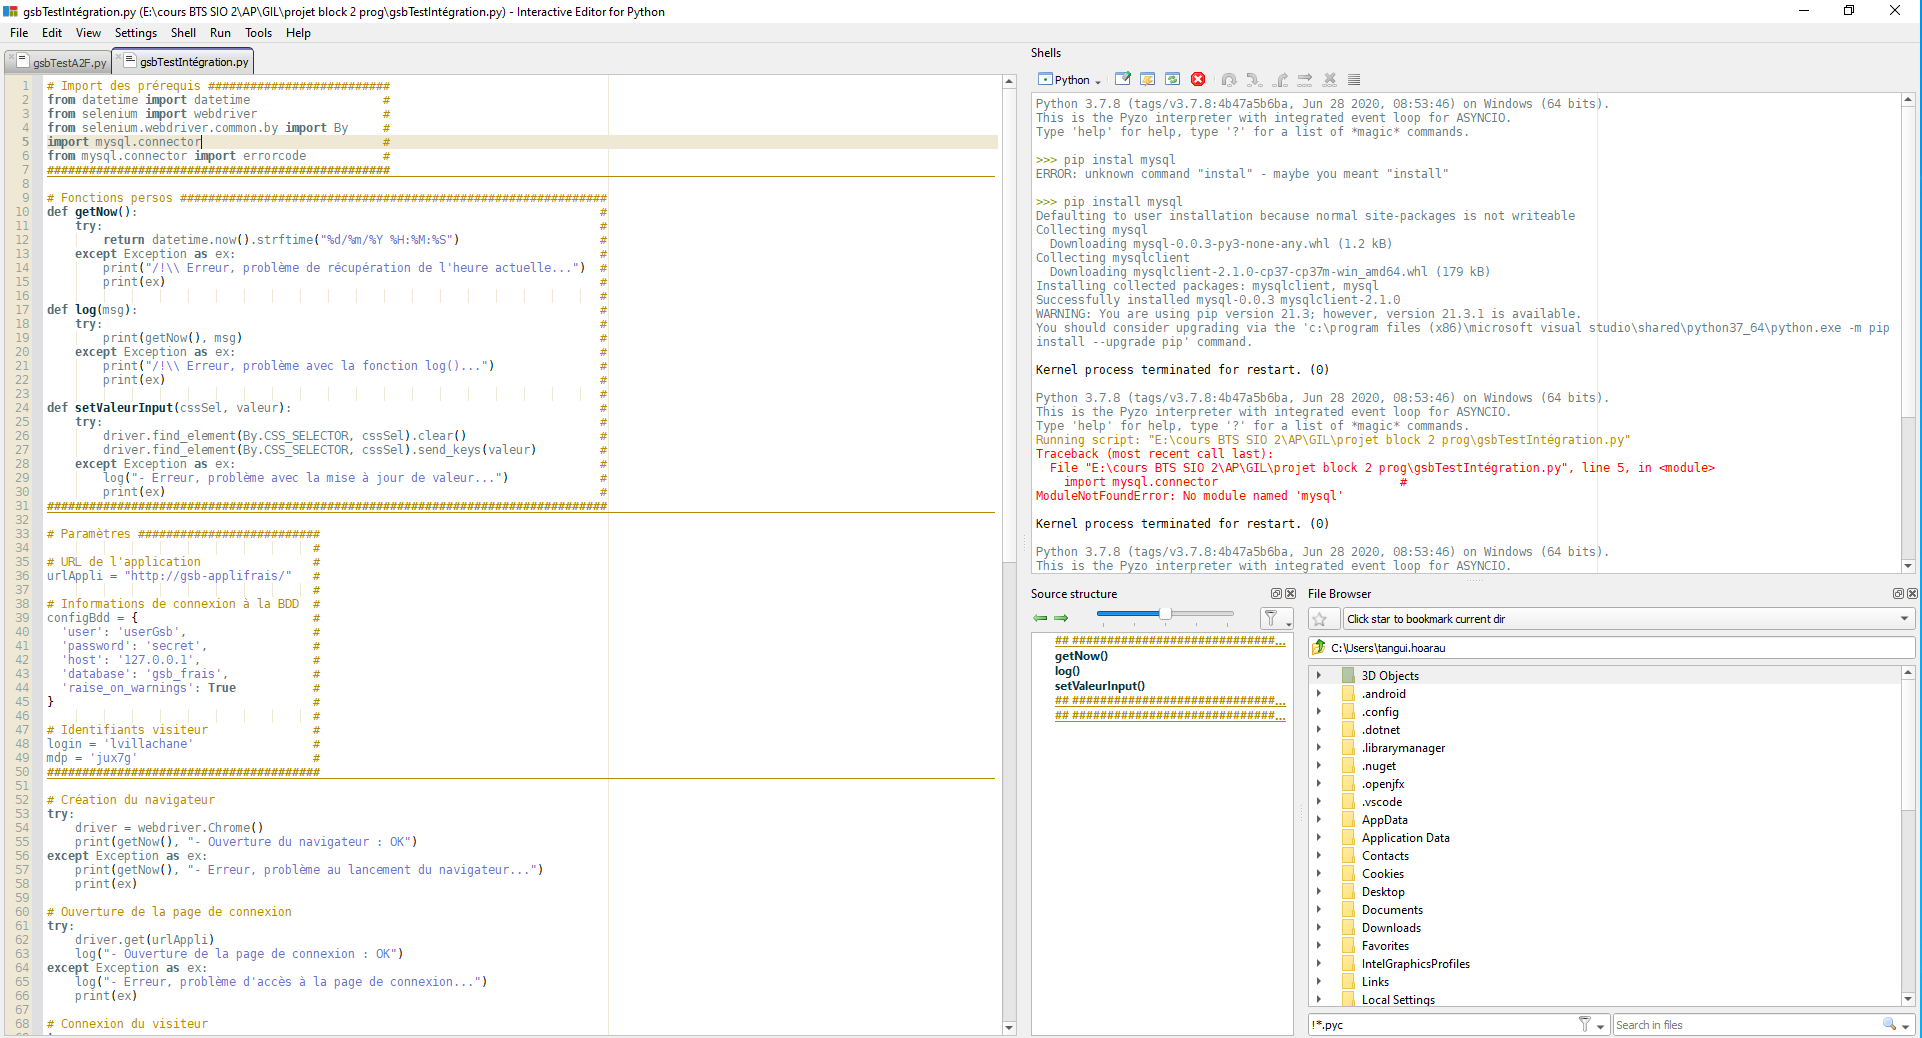 gsbTestIntégration.py (E:\cours BTS SIO 2\AP\GIL\projet block 2 prog\gsbTestIntégration.py) - Interactive Editor for Python
File Edit View Settings Shell Run Tools Help
gsbTestA2F.py
gsbTestIntégration.py
1 # Import des prérequis ##########################
2 from datetime import datetime #
3 from selenium import webdriver #
4 from selenium.webdriver.common.by import By #
5 import mysql.connector #
6 from mysql.connector import errorcode #
7 #################################################
8
9 # Fonctions persos #############################################################
10 def getNow(): #
11 try: #
12 return datetime.now().strftime("%d/%m/%Y %H:%M:%S") #
13 except Exception as ex: #
14 print("/!\\ Erreur, problème de récupération de l'heure actuelle...") #
15 print(ex) #
16 #
17 def log(msg): #
18 try: #
19 print(getNow(), msg) #
20 except Exception as ex: #
21 print("/!\\ Erreur, problème avec la fonction log()...") #
22 print(ex) #
23 #
24 def setValeurInput(cssSel, valeur): #
25 try: #
26 driver.find_element(By.CSS_SELECTOR, cssSel).clear() #
27 driver.find_element(By.CSS_SELECTOR, cssSel).send_keys(valeur) #
28 except Exception as ex: #
29 log("- Erreur, problème avec la mise à jour de valeur...") #
30 print(ex) #
31 ################################################################################
32
33 # Paramètres ##########################
34 #
35 # URL de l'application #
36 urlAppli = "http://gsb-applifrais/" #
37 #
38 # Informations de connexion à la BDD #
39 configBdd = { #
40 'user': 'userGsb', #
41 'password': 'secret', #
42 'host': '127.0.0.1', #
43 'database': 'gsb_frais', #
44 'raise_on_warnings': True #
45 } #
46 #
47 # Identifiants visiteur #
48 login = 'lvillachane' #
49 mdp = 'jux7g' #
50 #######################################
51
52 # Création du navigateur
53 try:
54 driver = webdriver.Chrome()
55 print(getNow(), "- Ouverture du navigateur : OK")
56 except Exception as ex:
57 print(getNow(), "- Erreur, problème au lancement du navigateur...")
58 print(ex)
59
60 # Ouverture de la page de connexion
61 try:
62 driver.get(urlAppli)
63 log("- Ouverture de la page de connexion : OK")
64 except Exception as ex:
65 log("- Erreur, problème d'accès à la page de connexion...")
66 print(ex)
67
68 # Connexion du visiteur
Shells
Python
Python 3.7.8 (tags/v3.7.8:4b47a5b6ba, Jun 28 2020, 08:53:46) on Windows (64 bits).
This is the Pyzo interpreter with integrated event loop for ASYNCIO.
Type 'help' for help, type '?' for a list of *magic* commands.
>>> pip instal mysql
ERROR: unknown command "instal" - maybe you meant "install"
>>> pip install mysql
Defaulting to user installation because normal site-packages is not writeable
Collecting mysql
Downloading mysql-0.0.3-py3-none-any.whl (1.2 kB)
Collecting mysqlclient
Downloading mysqlclient-2.1.0-cp37-cp37m-win_amd64.whl (179 kB)
Installing collected packages: mysqlclient, mysql
Successfully installed mysql-0.0.3 mysqlclient-2.1.0
WARNING: You are using pip version 21.3; however, version 21.3.1 is available.
You should consider upgrading via the 'c:\program files (x86)\microsoft visual studio\shared\python37_64\python.exe -m pip
install --upgrade pip' command.
Kernel process terminated for restart. (0)
Python 3.7.8 (tags/v3.7.8:4b47a5b6ba, Jun 28 2020, 08:53:46) on Windows (64 bits).
This is the Pyzo interpreter with integrated event loop for ASYNCIO.
Type 'help' for help, type '?' for a list of *magic* commands.
Running script: "E:\cours BTS SIO 2\AP\GIL\projet block 2 prog\gsbTestIntégration.py"
Traceback (most recent call last):
File "E:\cours BTS SIO 2\AP\GIL\projet block 2 prog\gsbTestIntégration.py", line 5, in <module>
import mysql.connector #
ModuleNotFoundError: No module named 'mysql'
Kernel process terminated for restart. (0)
Python 3.7.8 (tags/v3.7.8:4b47a5b6ba, Jun 28 2020, 08:53:46) on Windows (64 bits).
This is the Pyzo interpreter with integrated event loop for ASYNCIO.
Source structure
## #############################...
getNow()
log()
setValeurInput()
## #############################...
## #############################...
File Browser
Click star to bookmark current dir
C:\Users\tangui.hoarau
3D Objects
.android
.config
.dotnet
.librarymanager
.nuget
.openjfx
.vscode
AppData
Application Data
Contacts
Cookies
Desktop
Documents
Downloads
Favorites
IntelGraphicsProfiles
Links
Local Settings
!*.pyc
Search in files